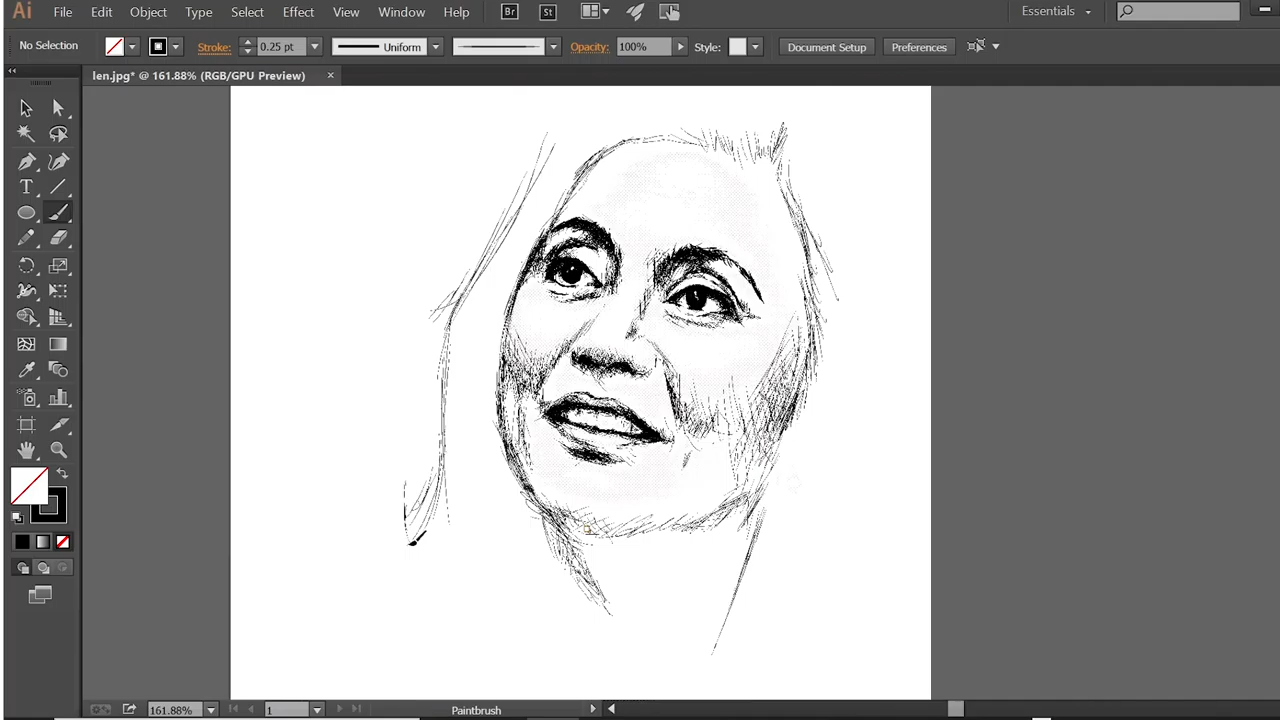 Ai File Edit Object Type Select Effect View Window Help Br St Essentials
No Selection Stroke: 0.25 pt Uniform Opacity: 100% Style: Document Setup Preferences
len.jpg* @ 161.88% (RGB/GPU Preview) ×
T
161.88% 1 Paintbrush